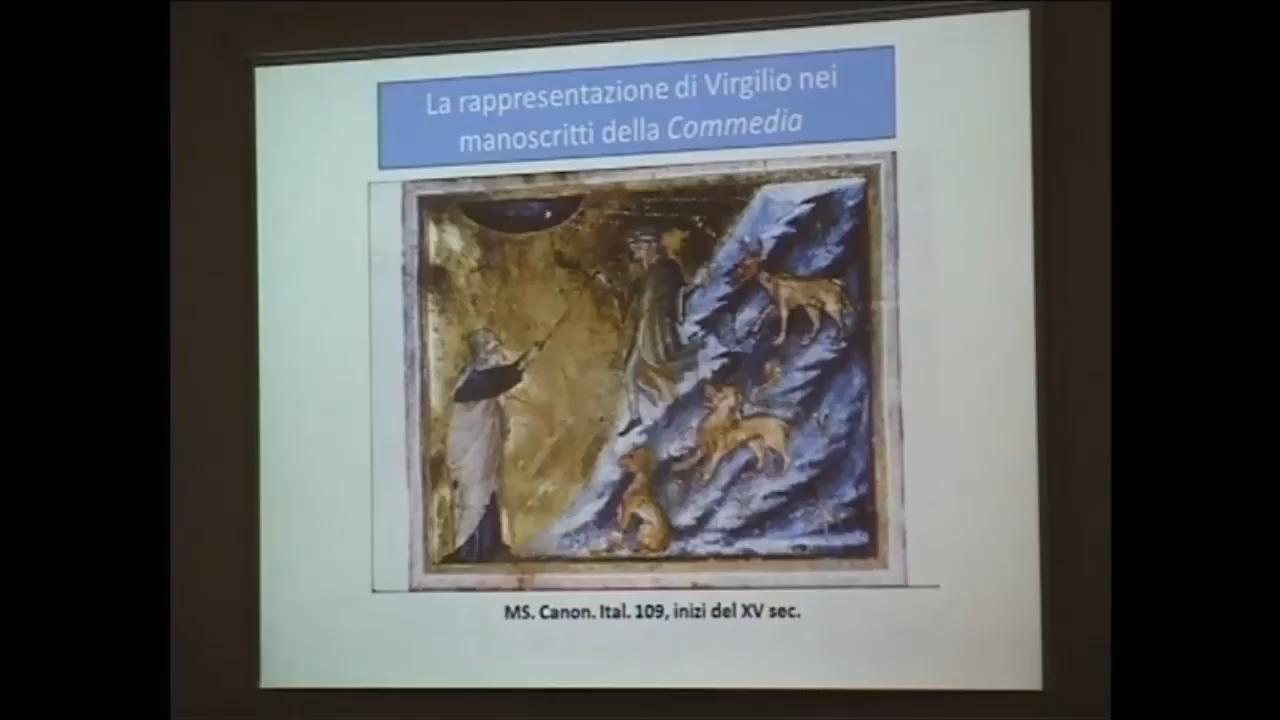 La rappresentazione di Virgilio nei
manoscritti della Commedia
MS. Canon. Ital. 109, inizi del XV sec.